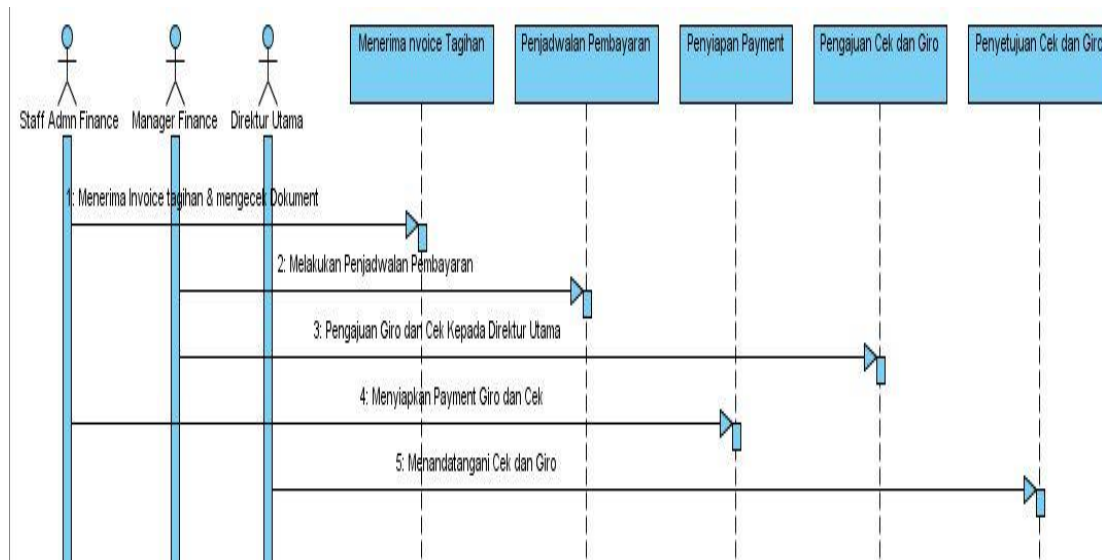 Menerima nvoice Tagihan
Penjadwalan Pembayaran
Penyiapan Payment
Pengajuan Cek dan Giro
Penyetujuan Cek dan Giro
Staff Admn Finance
Manager Finance
Direktur Utama
1: Menerima Invoice tagihan & mengecek Dokument
2: Melakukan Penjadwalan Pembayaran
3: Pengajuan Giro dan Cek Kepada Direktur Utama
4: Menyiapkan Payment Giro dan Cek
5: Menandatangani Cek dan Giro